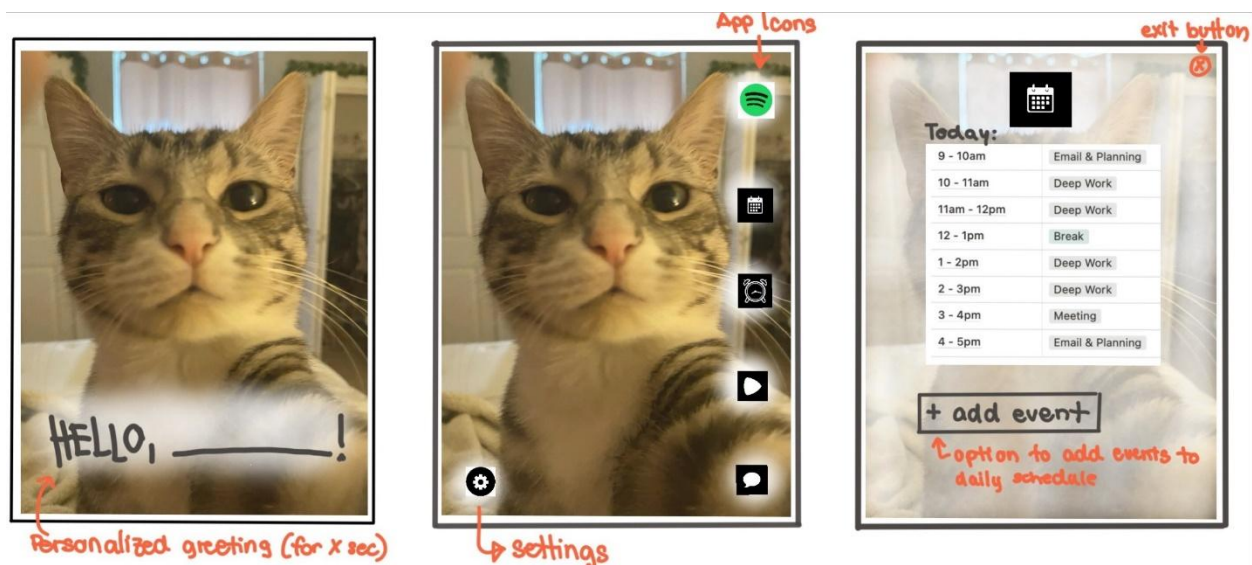 HELLO, ________!
Personalized greeting (for X sec)
App Icons
settings
exit button
X
Today:
9 - 10am Email & Planning
10 - 11am Deep Work
11am - 12pm Deep Work
12 - 1pm Break
1 - 2pm Deep Work
2 - 3pm Deep Work
3 - 4pm Meeting
4 - 5pm Email & Planning
+ add event
option to add events to
daily schedule